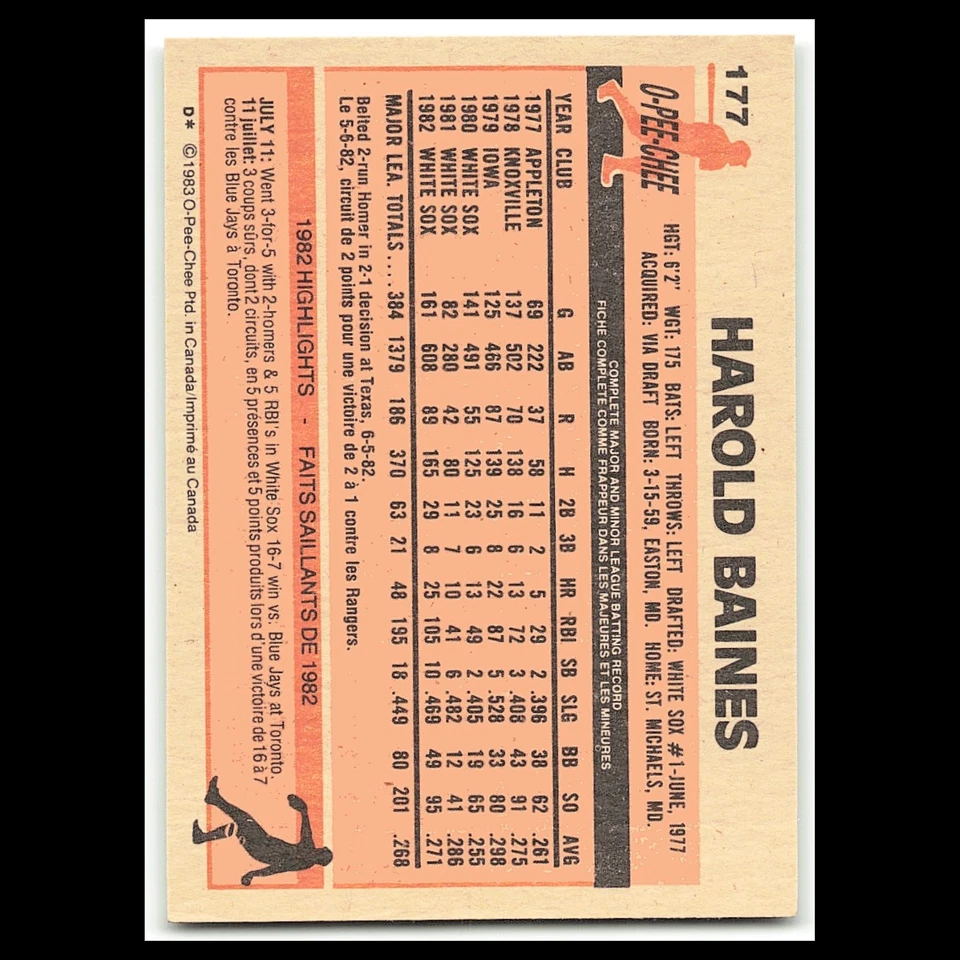 177
HAROLD BAINES
O-PEE-CHEE
HGT: 6'2" WGT: 175 BATS: LEFT THROWS: LEFT DRAFTED: WHITE SOX #1-JUNE, 1977
ACQUIRED: VIA DRAFT BORN: 3-15-59, EASTON, MD. HOME: ST. MICHAELS, MD.
COMPLETE MAJOR AND MINOR LEAGUE BATTING RECORD
FICHE COMPLETE COMME FRAPPEUR DANS LES MAJEURES ET LES MINEURES
YEAR CLUB G AB R H 2B 3B HR RBI SB SLG BB SO AVG
1977 APPLETON 69 222 37 58 11 2 5 29 2 .396 38 62 .261
1978 KNOXVILLE 137 502 70 138 16 6 13 72 3 .408 43 91 .275
1979 IOWA 125 466 87 139 25 8 22 87 5 .528 33 80 .298
1980 WHITE SOX 141 491 55 125 23 6 13 49 2 .405 19 65 .255
1981 WHITE SOX 82 280 42 80 11 7 10 41 6 .482 12 41 .286
1982 WHITE SOX 161 608 89 165 29 8 25 105 10 .469 49 95 .271
MAJOR LEA. TOTALS.... 384 1379 186 370 63 21 48 195 18 .449 80 201 .268
Belted 2-run Homer in 2-1 decision at Texas, 6-5-82.
Le 5-6-82, circuit de 2 points pour une victoire de 2 à 1 contre les Rangers.
1982 HIGHLIGHTS - FAITS SAILLANTS DE 1982
JULY 11: Went 3-for-5 with 2-homers & 5 RBI's in White Sox 16-7 win vs. Blue Jays at Toronto.
11 juillet: 3 coups sûrs, dont 2 circuits, en 5 présences et 5 points produits lors d'une victoire de 16 à 7
contre les Blue Jays à Toronto.
D* ©1983 O-Pee-Chee Ptd. in Canada/Imprimé au Canada